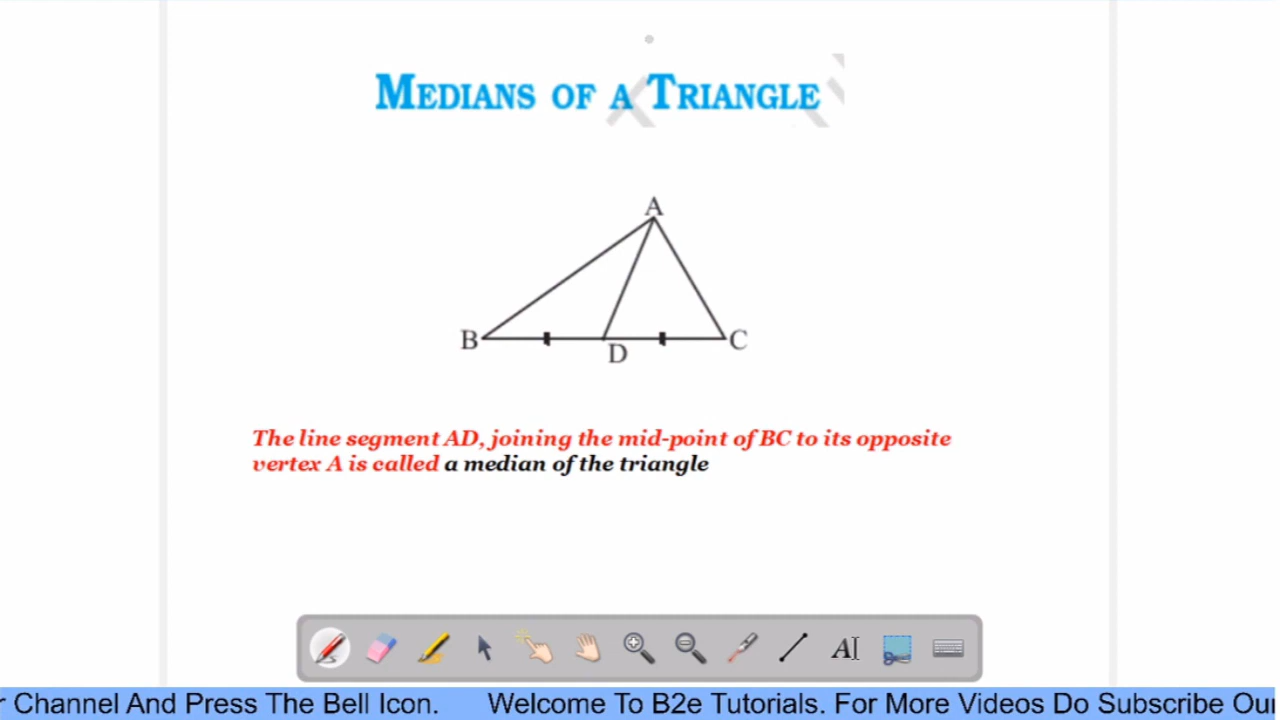 MEDIANS OF A TRIANGLE
A
B
C
D
The line segment AD, joining the mid-point of BC to its opposite
vertex A is called a median of the triangle
AI
r Channel And Press The Bell Icon. Welcome To B2e Tutorials. For More Videos Do Subscribe Our